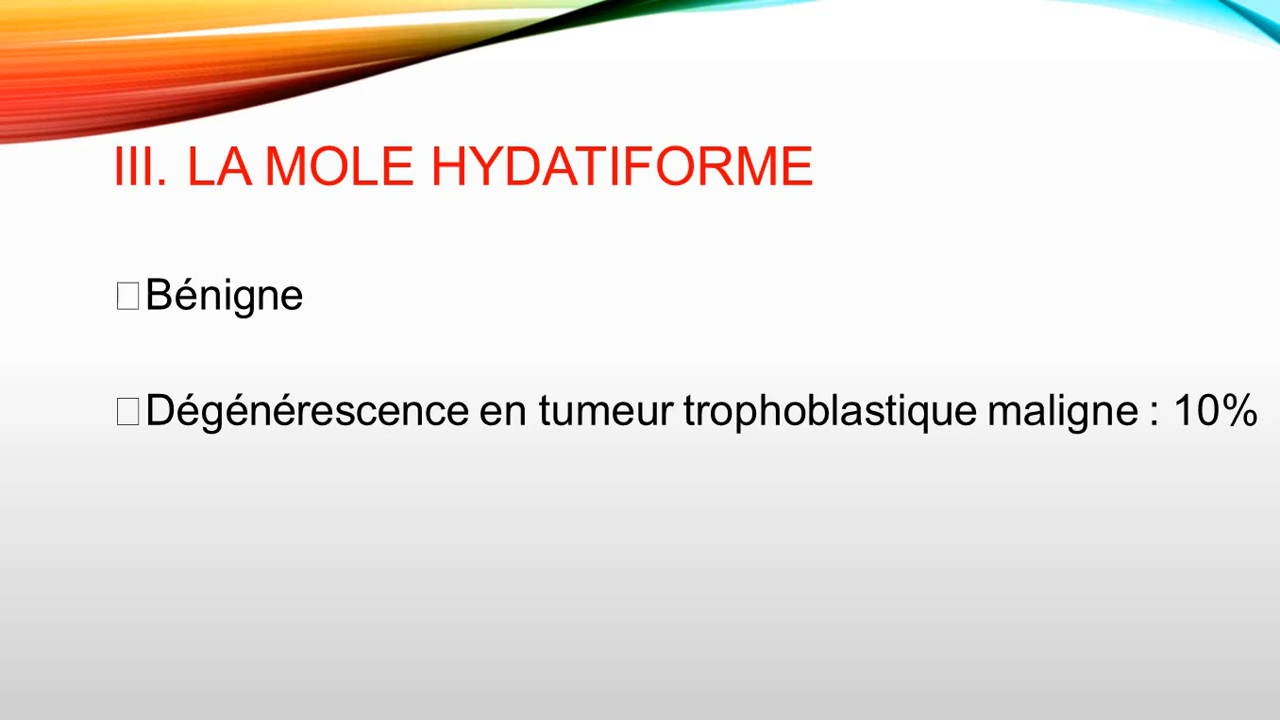 III. LA MOLE HYDATIFORME
Bénigne
Dégénérescence en tumeur trophoblastique maligne : 10%